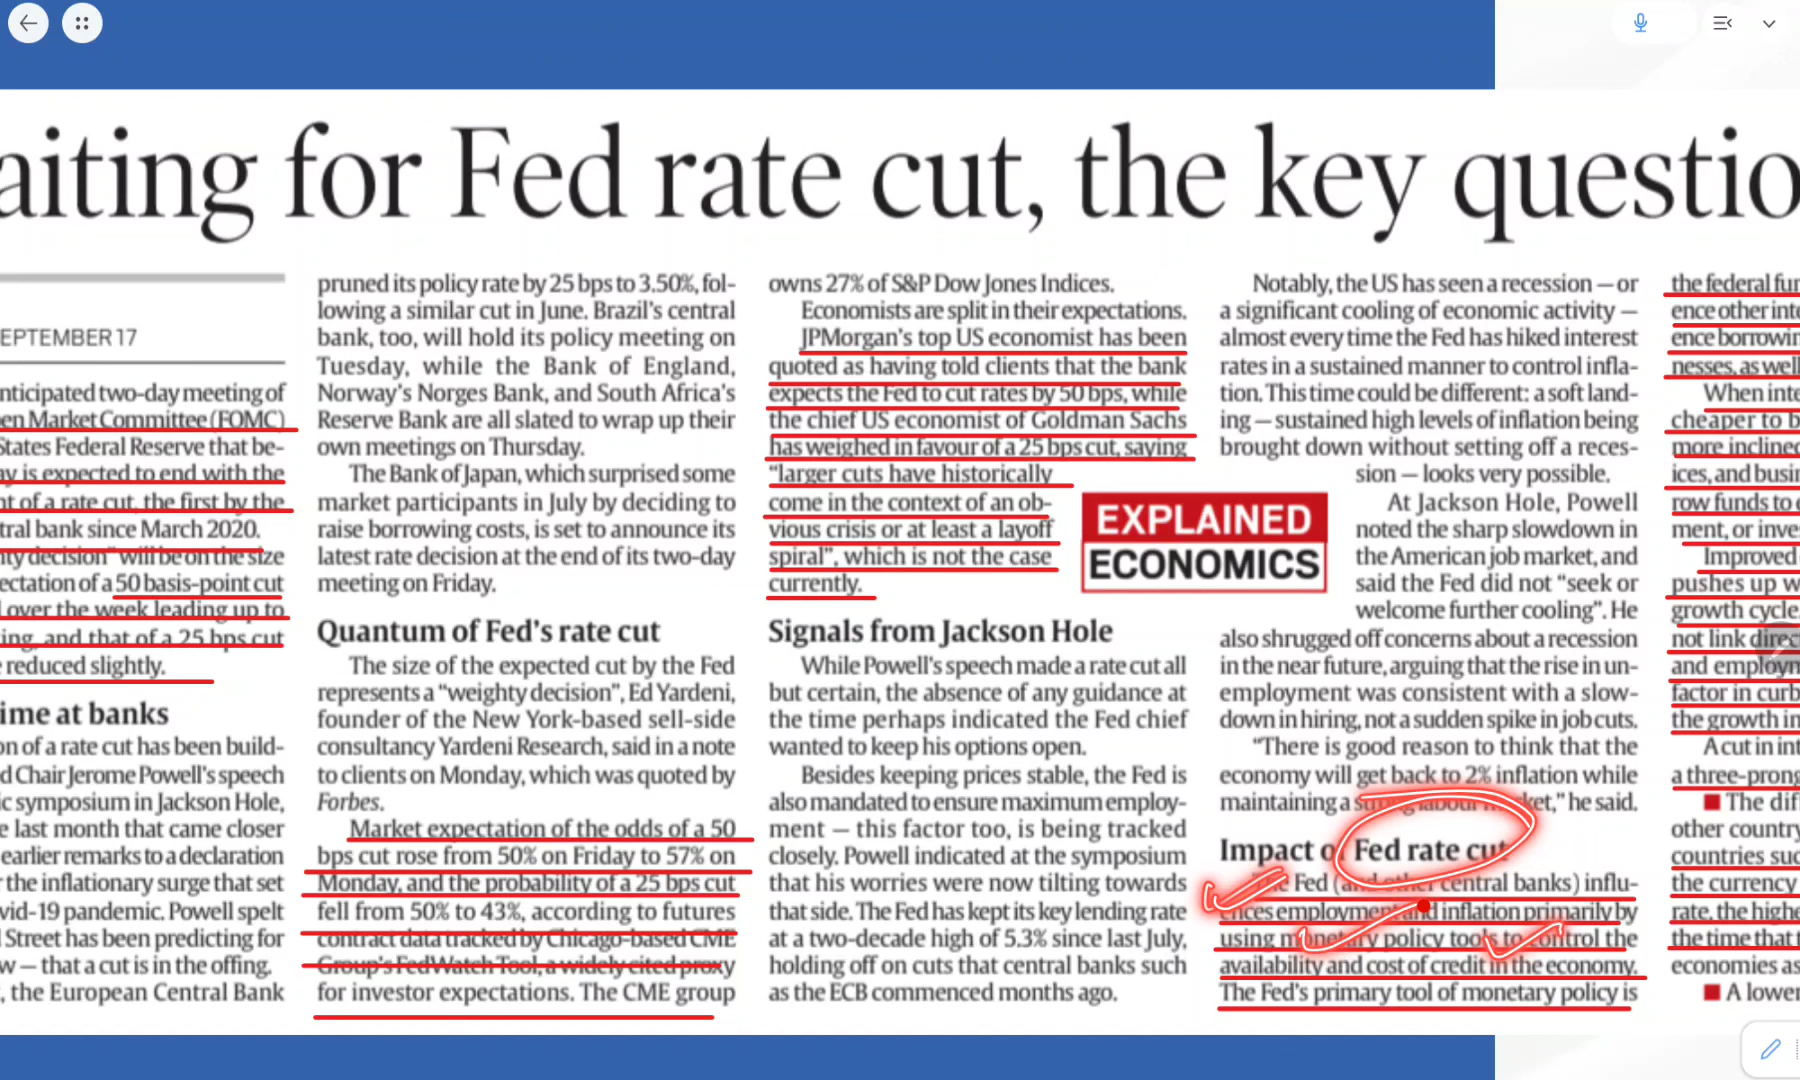 aiting for Fed rate cut, the key questio
EPTEMBER 17
nticipated two-day meeting of
en Market Committee (FOMC)
States Federal Reserve that be-
y is expected to end with the
t of a rate cut, the first by the
tral bank since March 2020.
ity decision" will be on the size
ectation of a 50 basis-point cut
over the week leading up to
ing, and that of a 25 bps cut
reduced slightly.
ime at banks
on of a rate cut has been build-
d Chair Jerome Powell's speech
ic symposium in Jackson Hole,
e last month that came closer
earlier remarks to a declaration
r the inflationary surge that set
vid-19 pandemic. Powell spelt
l Street has been predicting for
w — that a cut is in the offing.
, the European Central Bank
pruned its policy rate by 25 bps to 3.50%, fol-
lowing a similar cut in June. Brazil's central
bank, too, will hold its policy meeting on
Tuesday, while the Bank of England,
Norway's Norges Bank, and South Africa's
Reserve Bank are all slated to wrap up their
own meetings on Thursday.
The Bank of Japan, which surprised some
market participants in July by deciding to
raise borrowing costs, is set to announce its
latest rate decision at the end of its two-day
meeting on Friday.
Quantum of Fed's rate cut
The size of the expected cut by the Fed
represents a "weighty decision", Ed Yardeni,
founder of the New York-based sell-side
consultancy Yardeni Research, said in a note
to clients on Monday, which was quoted by
Forbes.
Market expectation of the odds of a 50
bps cut rose from 50% on Friday to 57% on
Monday, and the probability of a 25 bps cut
fell from 50% to 43%, according to futures
contract data tracked by Chicago-based CME
Group's FedWatch Tool, a widely cited proxy
for investor expectations. The CME group
owns 27% of S&P Dow Jones Indices.
Economists are split in their expectations.
JPMorgan's top US economist has been
quoted as having told clients that the bank
expects the Fed to cut rates by 50 bps, while
the chief US economist of Goldman Sachs
has weighed in favour of a 25 bps cut, saying
"larger cuts have historically
come in the context of an ob-
vious crisis or at least a layoff
spiral", which is not the case
currently.
EXPLAINED
ECONOMICS
Signals from Jackson Hole
While Powell's speech made a rate cut all
but certain, the absence of any guidance at
the time perhaps indicated the Fed chief
wanted to keep his options open.
Besides keeping prices stable, the Fed is
also mandated to ensure maximum employ-
ment — this factor too, is being tracked
closely. Powell indicated at the symposium
that his worries were now tilting towards
that side. The Fed has kept its key lending rate
at a two-decade high of 5.3% since last July,
holding off on cuts that central banks such
as the ECB commenced months ago.
Notably, the US has seen a recession — or
a significant cooling of economic activity —
almost every time the Fed has hiked interest
rates in a sustained manner to control infla-
tion. This time could be different: a soft land-
ing — sustained high levels of inflation being
brought down without setting off a reces-
sion — looks very possible.
At Jackson Hole, Powell
noted the sharp slowdown in
the American job market, and
said the Fed did not "seek or
welcome further cooling". He
also shrugged off concerns about a recession
in the near future, arguing that the rise in un-
employment was consistent with a slow-
down in hiring, not a sudden spike in job cuts.
"There is good reason to think that the
economy will get back to 2% inflation while
maintaining a strong labour market," he said.
Impact of Fed rate cut
The Fed (and other central banks) influ-
ences employment and inflation primarily by
using monetary policy tools to control the
availability and cost of credit in the economy.
The Fed's primary tool of monetary policy is
the federal fun
ence other inte
ence borrowin
nesses, as well
When inte
cheaper to b
more inclined
ices, and busin
row funds to e
ment, or inves
Improved
pushes up w
growth cycle
not link direct
and employm
factor in curb
the growth in
A cut in int
a three-prong
The dif
other country
countries suc
the currency
rate, the highe
the time that t
economies as
A lower